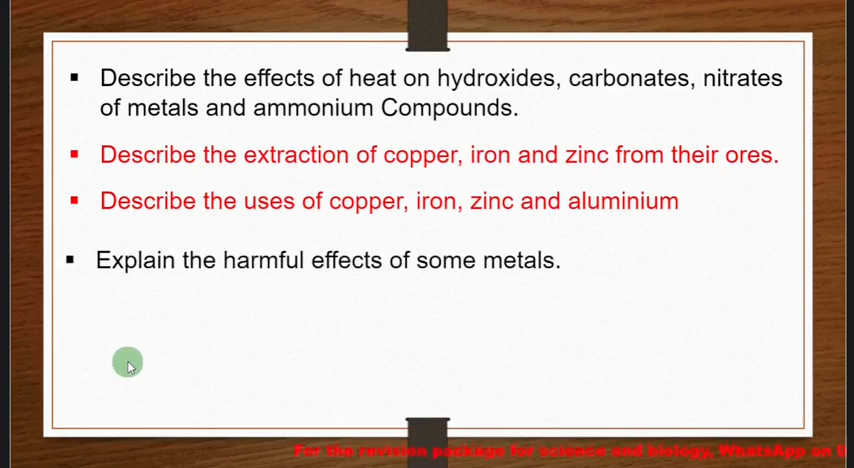 ▪ Describe the effects of heat on hydroxides, carbonates, nitrates
of metals and ammonium Compounds.
▪ Describe the extraction of copper, iron and zinc from their ores.
▪ Describe the uses of copper, iron, zinc and aluminium
▪ Explain the harmful effects of some metals.
For the revision package for science and biology, WhatsApp on